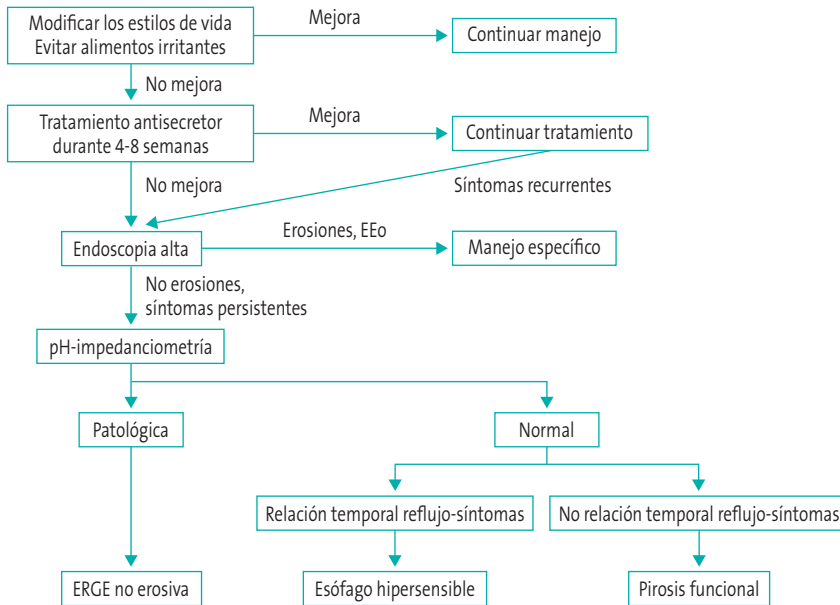 Modificar los estilos de vida
Evitar alimentos irritantes
Mejora
Continuar manejo
No mejora
Tratamiento antisecretor
durante 4-8 semanas
Mejora
Continuar tratamiento
No mejora
Síntomas recurrentes
Endoscopia alta
Erosiones, EEo
Manejo específico
No erosiones,
síntomas persistentes
pH-impedanciometría
Patológica
Normal
Relación temporal reflujo-síntomas
No relación temporal reflujo-síntomas
ERGE no erosiva
Esófago hipersensible
Pirosis funcional